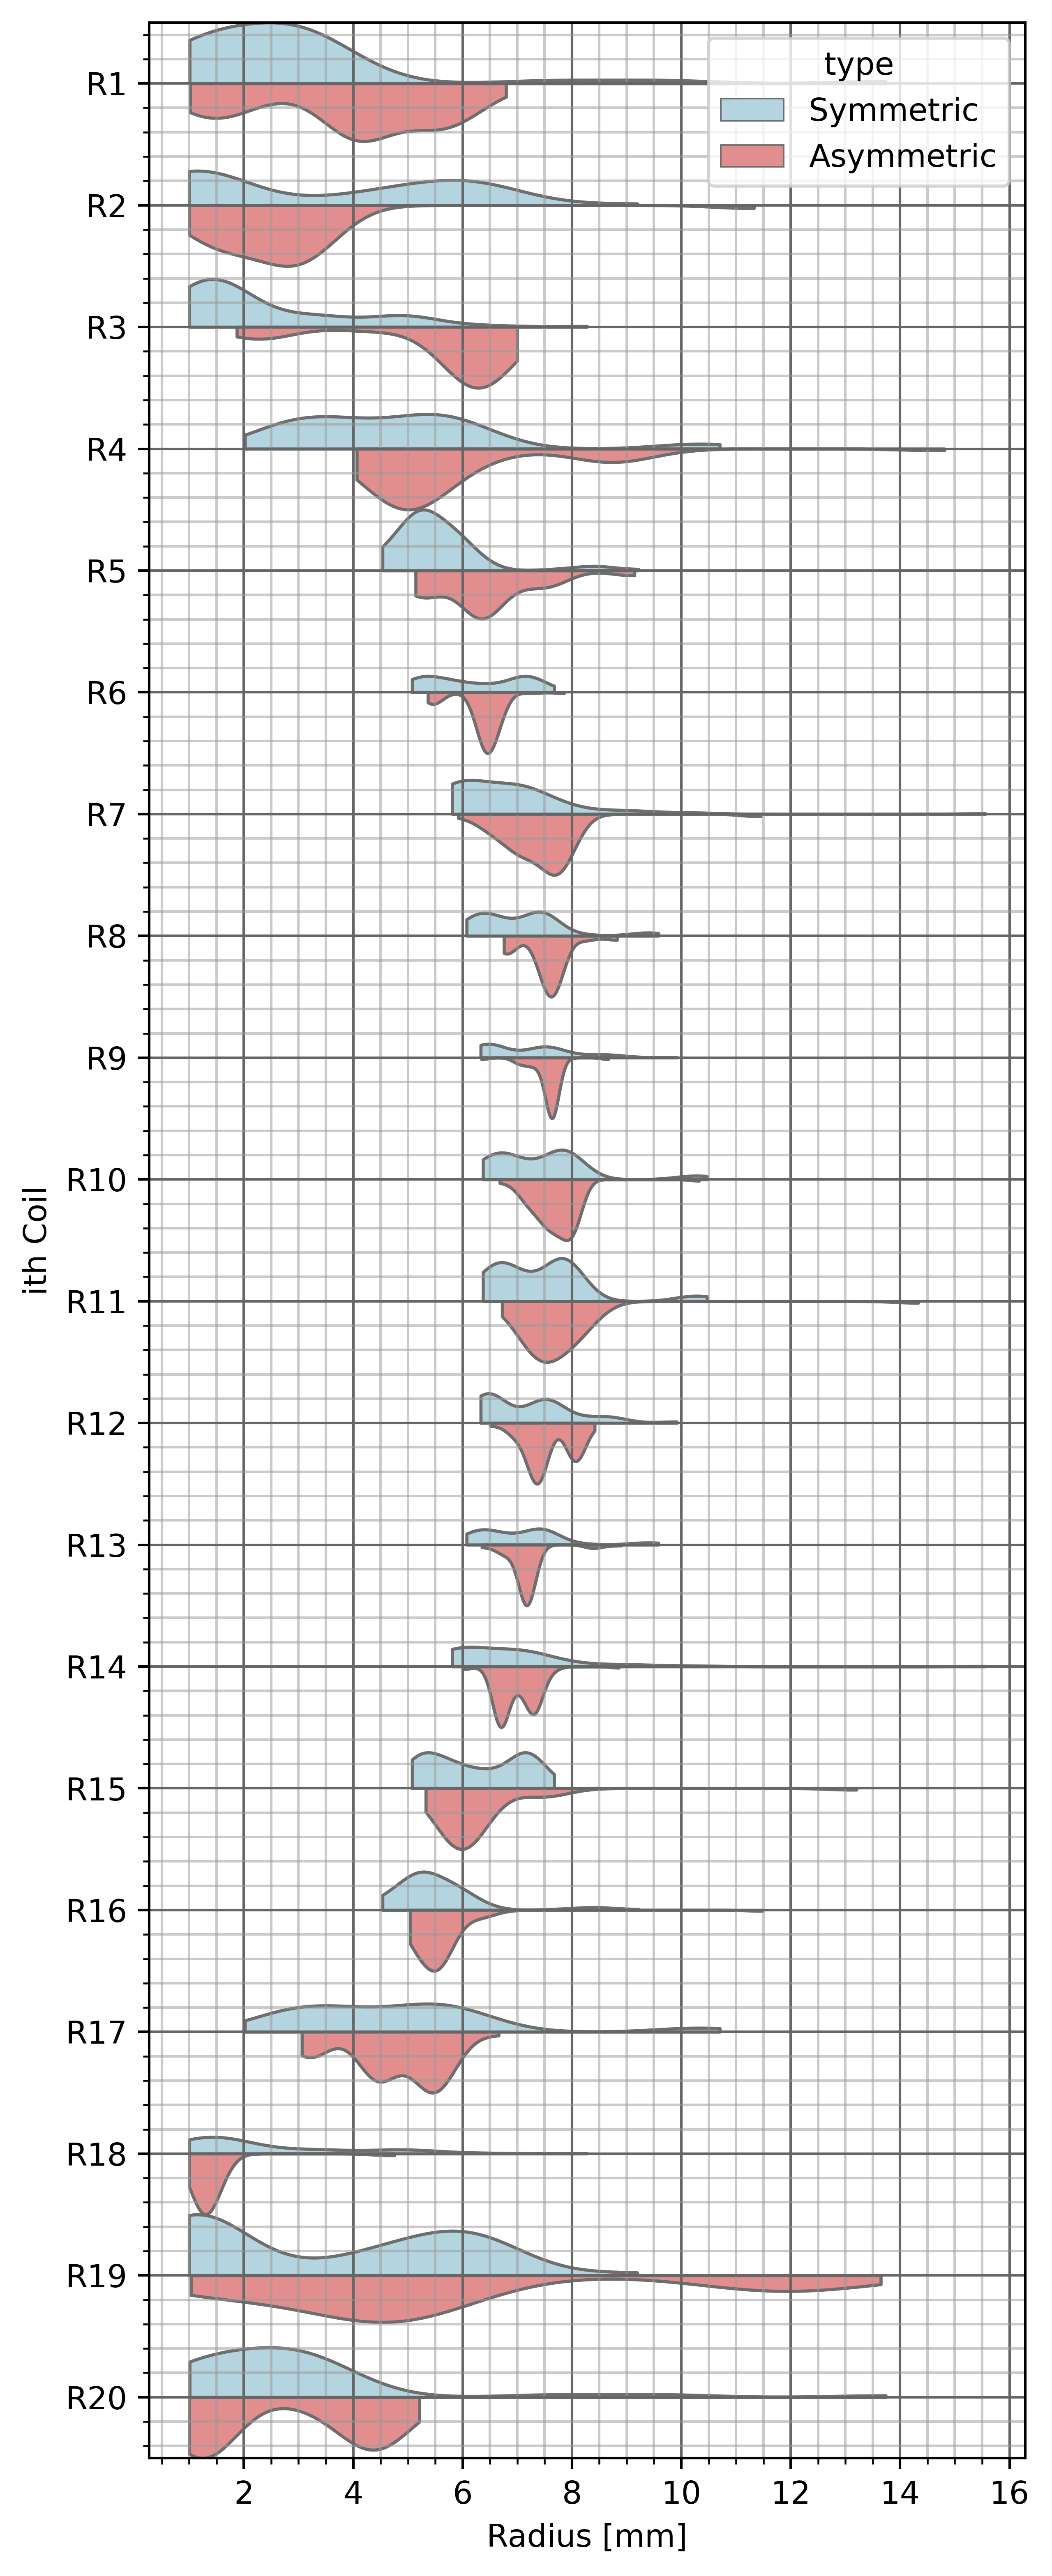 type
Symmetric
Asymmetric
R1
R2
R3
R4
R5
R6
R7
R8
R9
R10
R11
R12
R13
R14
R15
R16
R17
R18
R19
R20
ith Coil
2 4 6 8 10 12 14 16
Radius [mm]